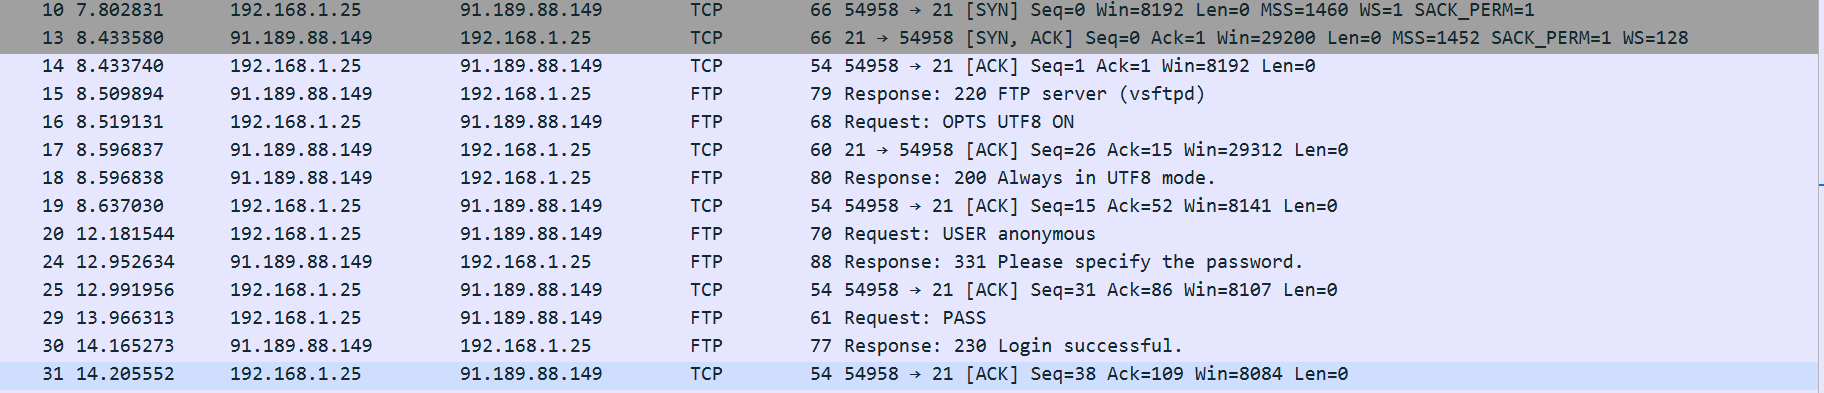 10 7.802831 192.168.1.25 91.189.88.149 TCP 66 54958 → 21 [SYN] Seq=0 Win=8192 Len=0 MSS=1460 WS=1 SACK_PERM=1
13 8.433580 91.189.88.149 192.168.1.25 TCP 66 21 → 54958 [SYN, ACK] Seq=0 Ack=1 Win=29200 Len=0 MSS=1452 SACK_PERM=1 WS=128
14 8.433740 192.168.1.25 91.189.88.149 TCP 54 54958 → 21 [ACK] Seq=1 Ack=1 Win=8192 Len=0
15 8.509894 91.189.88.149 192.168.1.25 FTP 79 Response: 220 FTP server (vsftpd)
16 8.519131 192.168.1.25 91.189.88.149 FTP 68 Request: OPTS UTF8 ON
17 8.596837 91.189.88.149 192.168.1.25 TCP 60 21 → 54958 [ACK] Seq=26 Ack=15 Win=29312 Len=0
18 8.596838 91.189.88.149 192.168.1.25 FTP 80 Response: 200 Always in UTF8 mode.
19 8.637030 192.168.1.25 91.189.88.149 TCP 54 54958 → 21 [ACK] Seq=15 Ack=52 Win=8141 Len=0
20 12.181544 192.168.1.25 91.189.88.149 FTP 70 Request: USER anonymous
24 12.952634 91.189.88.149 192.168.1.25 FTP 88 Response: 331 Please specify the password.
25 12.991956 192.168.1.25 91.189.88.149 TCP 54 54958 → 21 [ACK] Seq=31 Ack=86 Win=8107 Len=0
29 13.966313 192.168.1.25 91.189.88.149 FTP 61 Request: PASS
30 14.165273 91.189.88.149 192.168.1.25 FTP 77 Response: 230 Login successful.
31 14.205552 192.168.1.25 91.189.88.149 TCP 54 54958 → 21 [ACK] Seq=38 Ack=109 Win=8084 Len=0